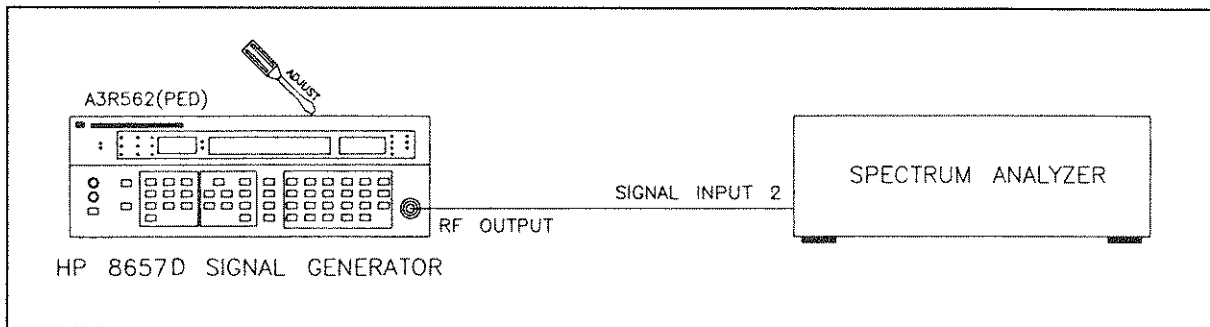 ADJUST
A3R562(PED)
SPECTRUM ANALYZER
SIGNAL INPUT 2
RF OUTPUT
HP 8657D SIGNAL GENERATOR